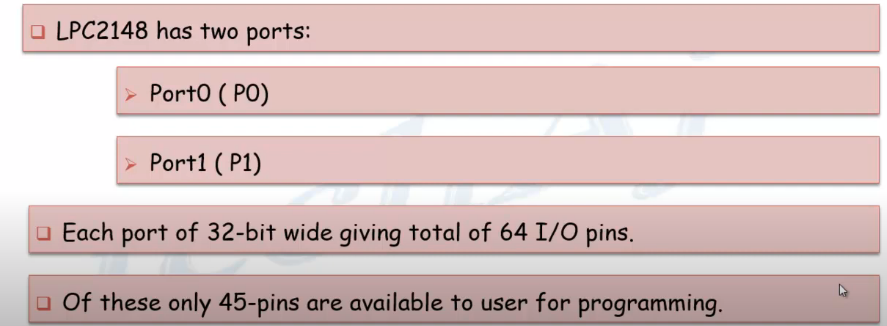 LPC2148 has two ports:
Port0 ( P0)
Port1 ( P1)
Each port of 32-bit wide giving total of 64 I/O pins.
Of these only 45-pins are available to user for programming.